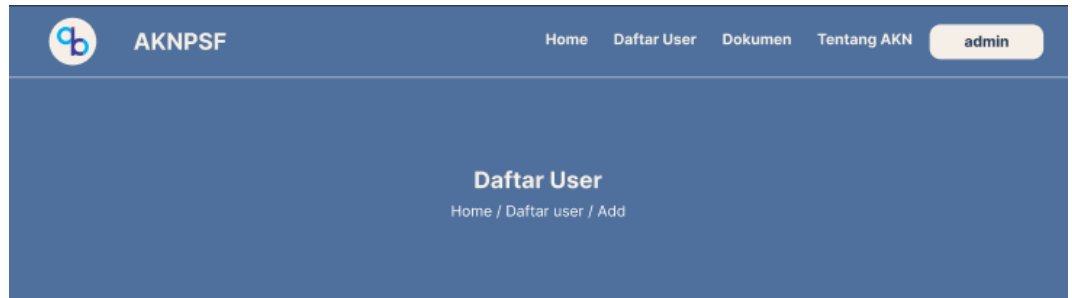 AKNPSF Home Daftar User Dokumen Tentang AKN admin
Daftar User
Home / Daftar user / Add